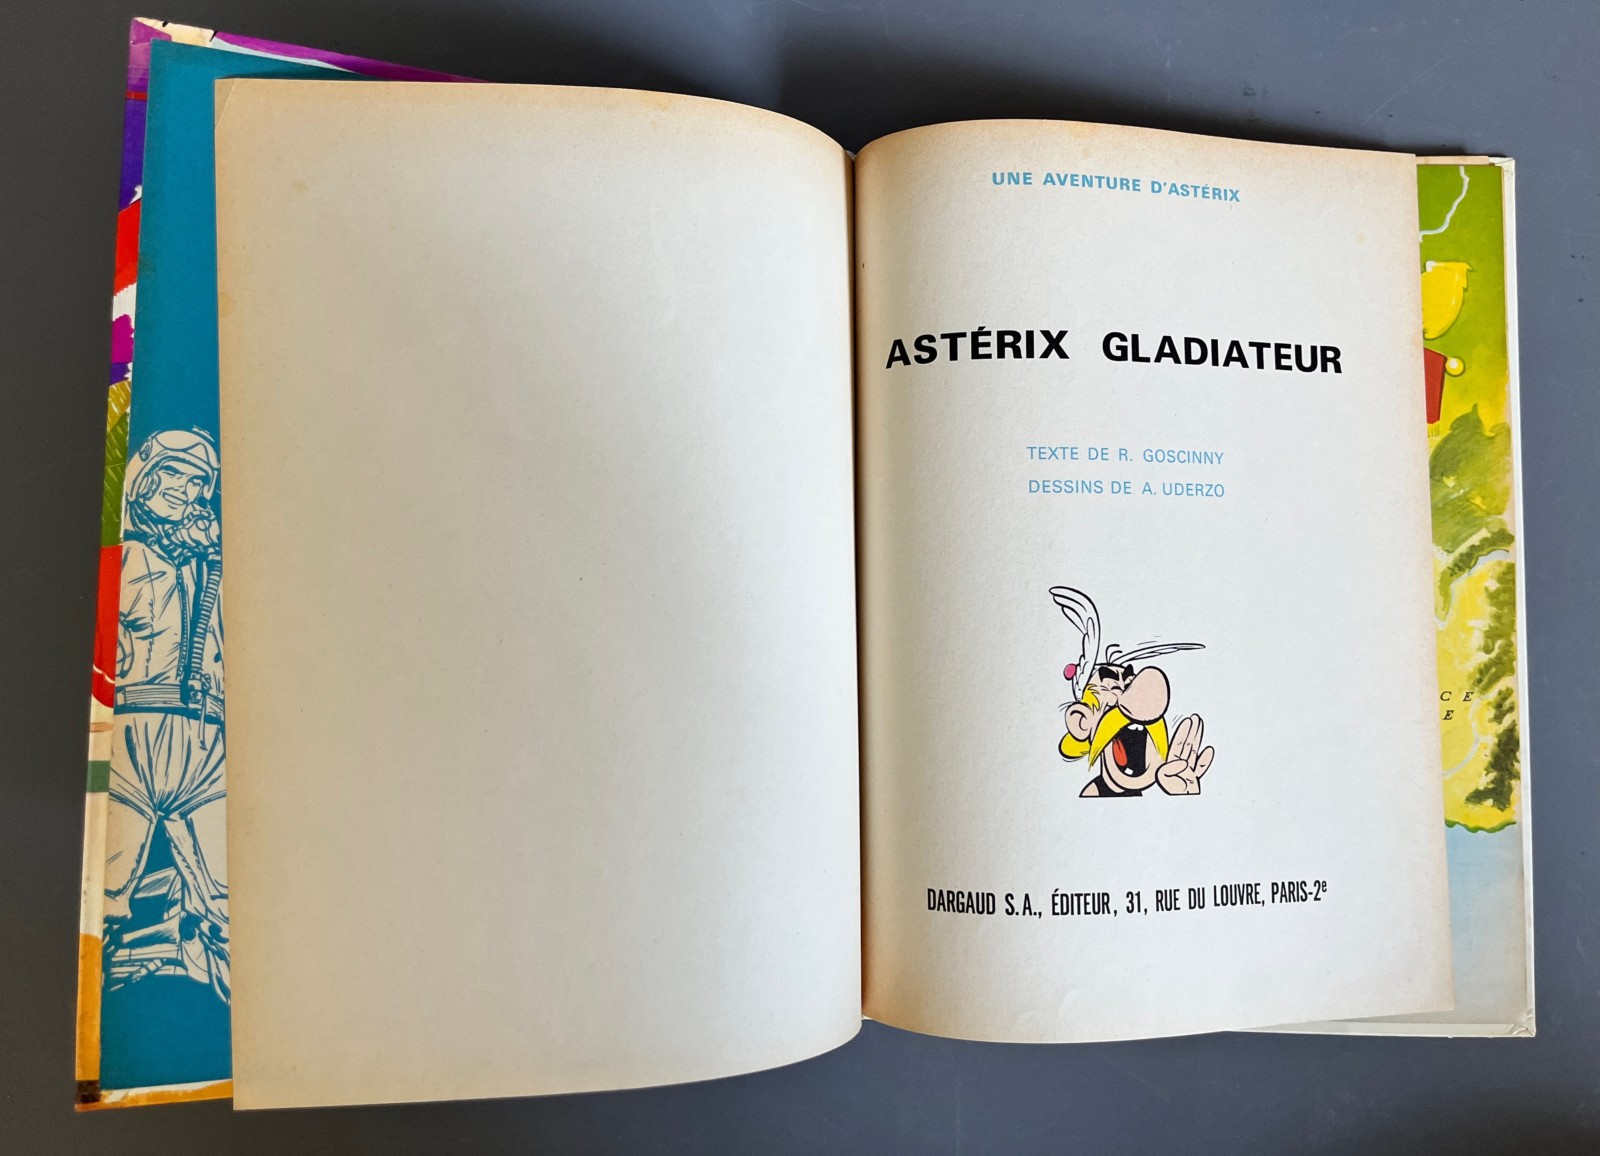 UNE AVENTURE D'ASTÉRIX
ASTÉRIX GLADIATEUR
TEXTE DE R. GOSCINNY
DESSINS DE A. UDERZO
DARGAUD S.A., ÉDITEUR, 31, RUE DU LOUVRE, PARIS-2e